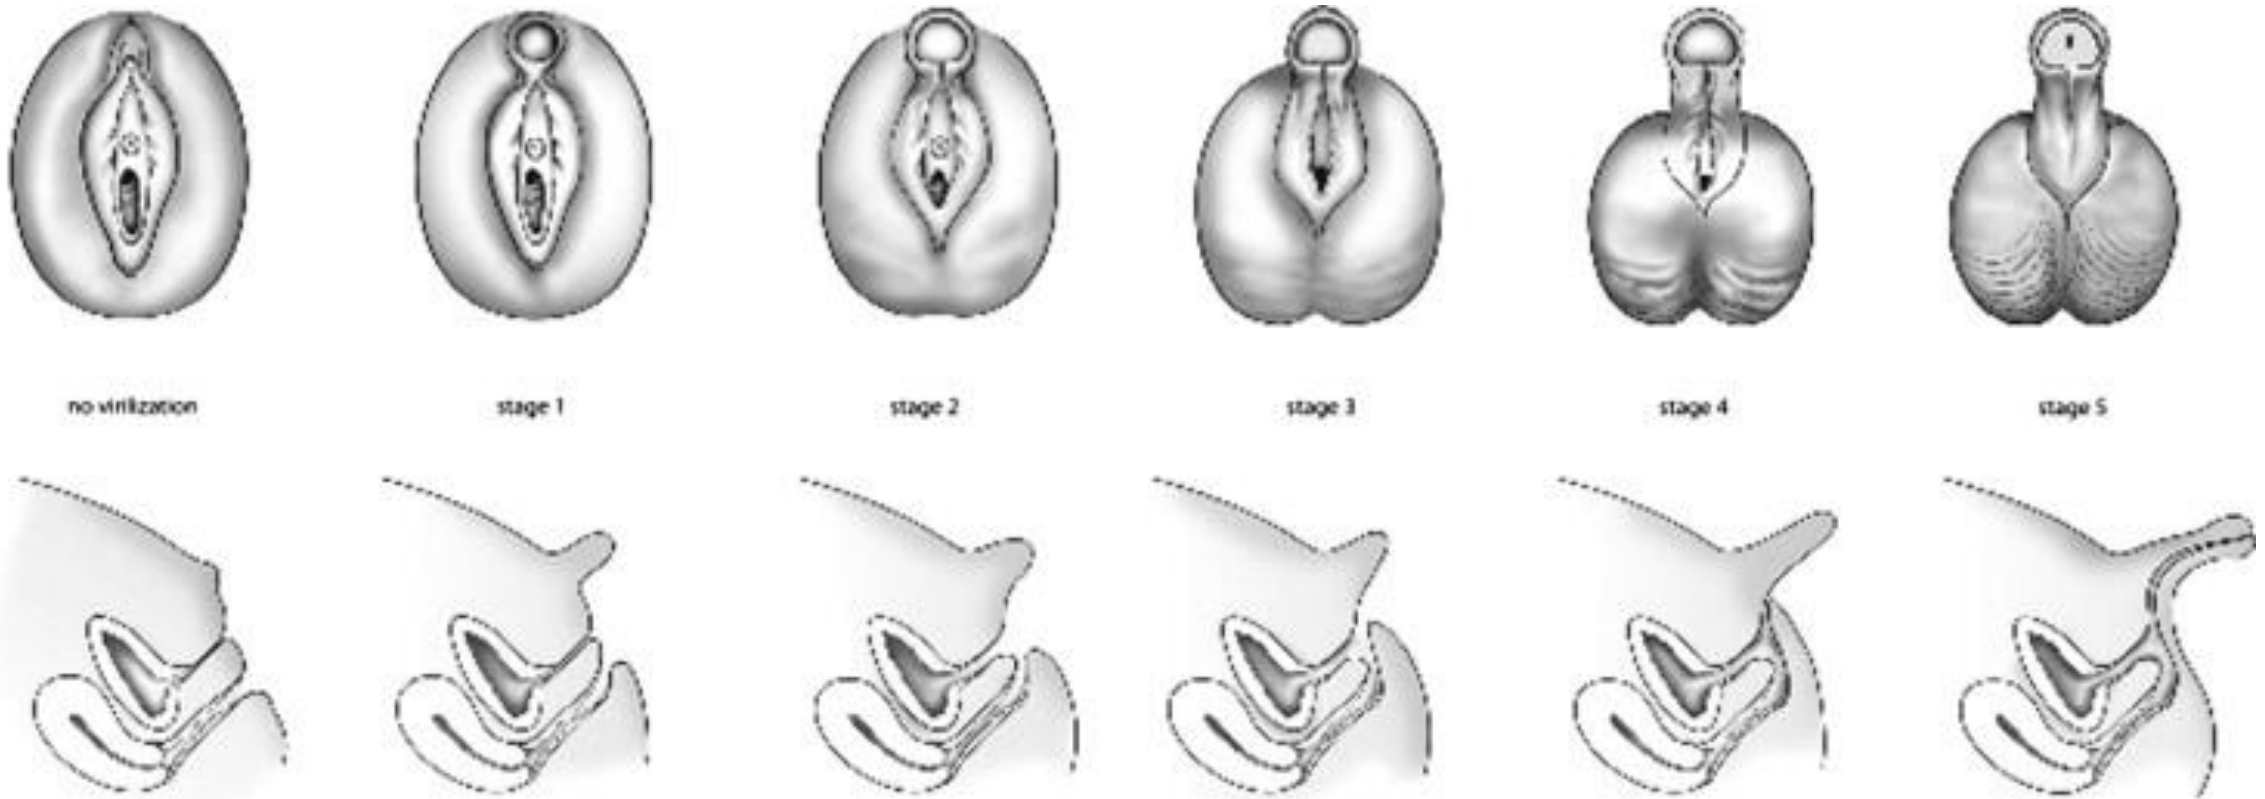 no virilization
stage 1
stage 2
stage 3
stage 4
stage 5